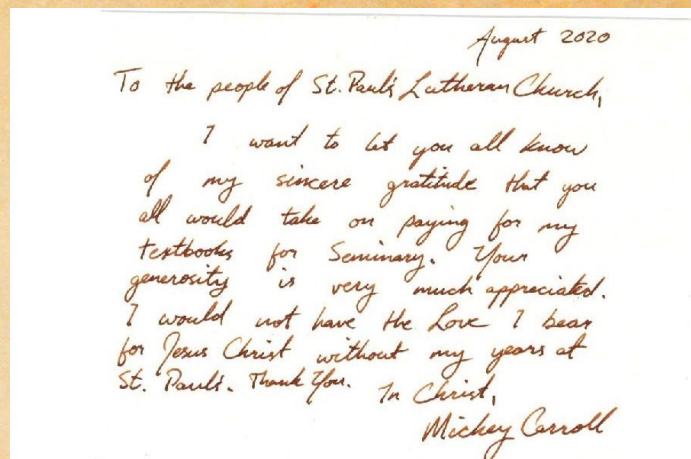 August 2020
To the people of St. Paul's Lutheran Church,
I want to let you all know
of my sincere gratitude that you
all would take on paying for my
textbooks for Seminary. Your
generosity is very much appreciated.
I would not have the Love I bear
for Jesus Christ without my years at
St. Paul's. Thank You. In Christ,
Mickey Carroll